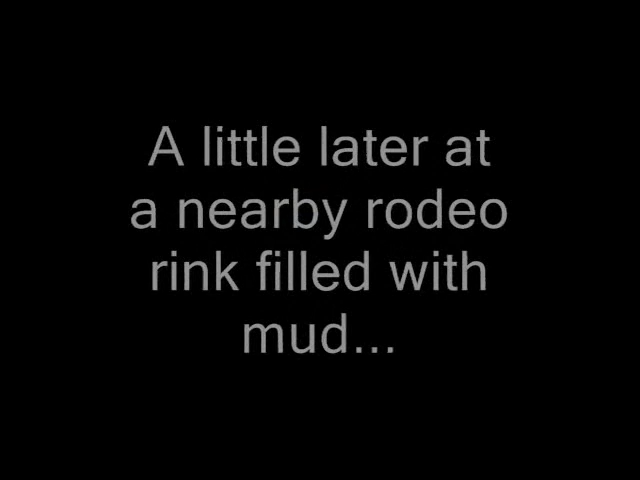 A little later at
a nearby rodeo
rink filled with
mud...